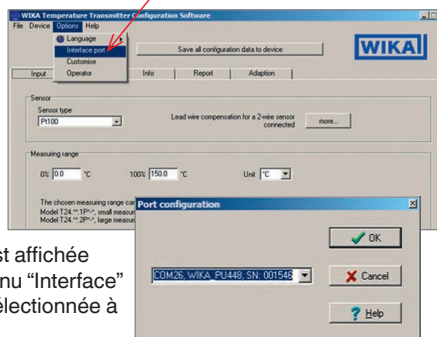 WIKA Temperature Transmitter Configuration Software
File Device Options Help
Language
Interface port
Customise
Operator
Save all configuration data to device
WIKA
Input
Info
Report
Adaption
Sensor
Sensor type
Pt100
Lead wire compensation for a 2-wire sensor
connected
more...
Measuring range
0% 0.0 °C
100% 150.0 °C
Unit °C
The chosen measuring range can
Model T24.**.1P*-*, small measur
Model T24.**.2P*-*, large measur
Port configuration
OK
COM26, WIKA_PU448, SN: 001546
Cancel
Help
st affichée
nu “Interface”
électionnée à